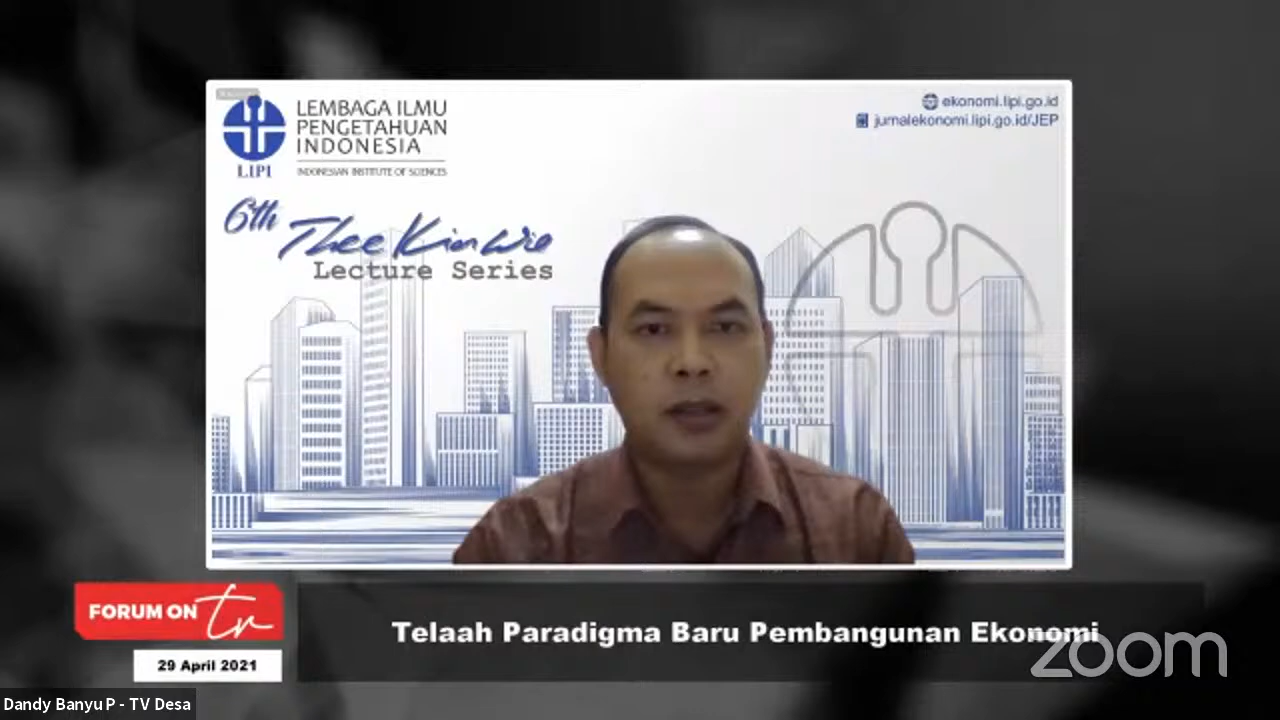 LEMBAGA ILMU
PENGETAHUAN
INDONESIA
LIPI
INDONESIAN INSTITUTE OF SCIENCES
ekonomi.lipi.go.id
jurnalekonomi.lipi.go.id/JEP
6th Thee Kian Wie
Lecture Series
FORUM ON tr
29 April 2021
Telaah Paradigma Baru Pembangunan Ekonomi
zoom
Dandy Banyu P - TV Desa